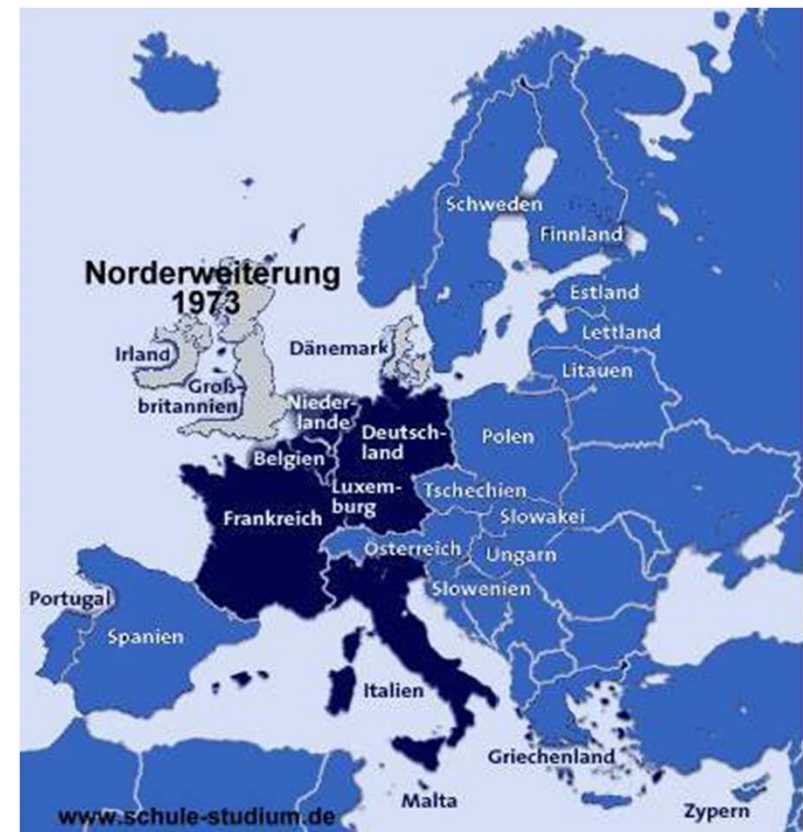 Schweden
Finnland
Norderweiterung
1973
Estland
Lettland
Irland
Dänemark
Litauen
Groß-
britannien
Nieder-
lande
Deutsch-
land
Polen
Belgien
Luxem-
burg
Tschechien
Frankreich
Slowakei
Österreich
Ungarn
Slowenien
Portugal
Spanien
Italien
Griechenland
Malta
Zypern
www.schule-studium.de